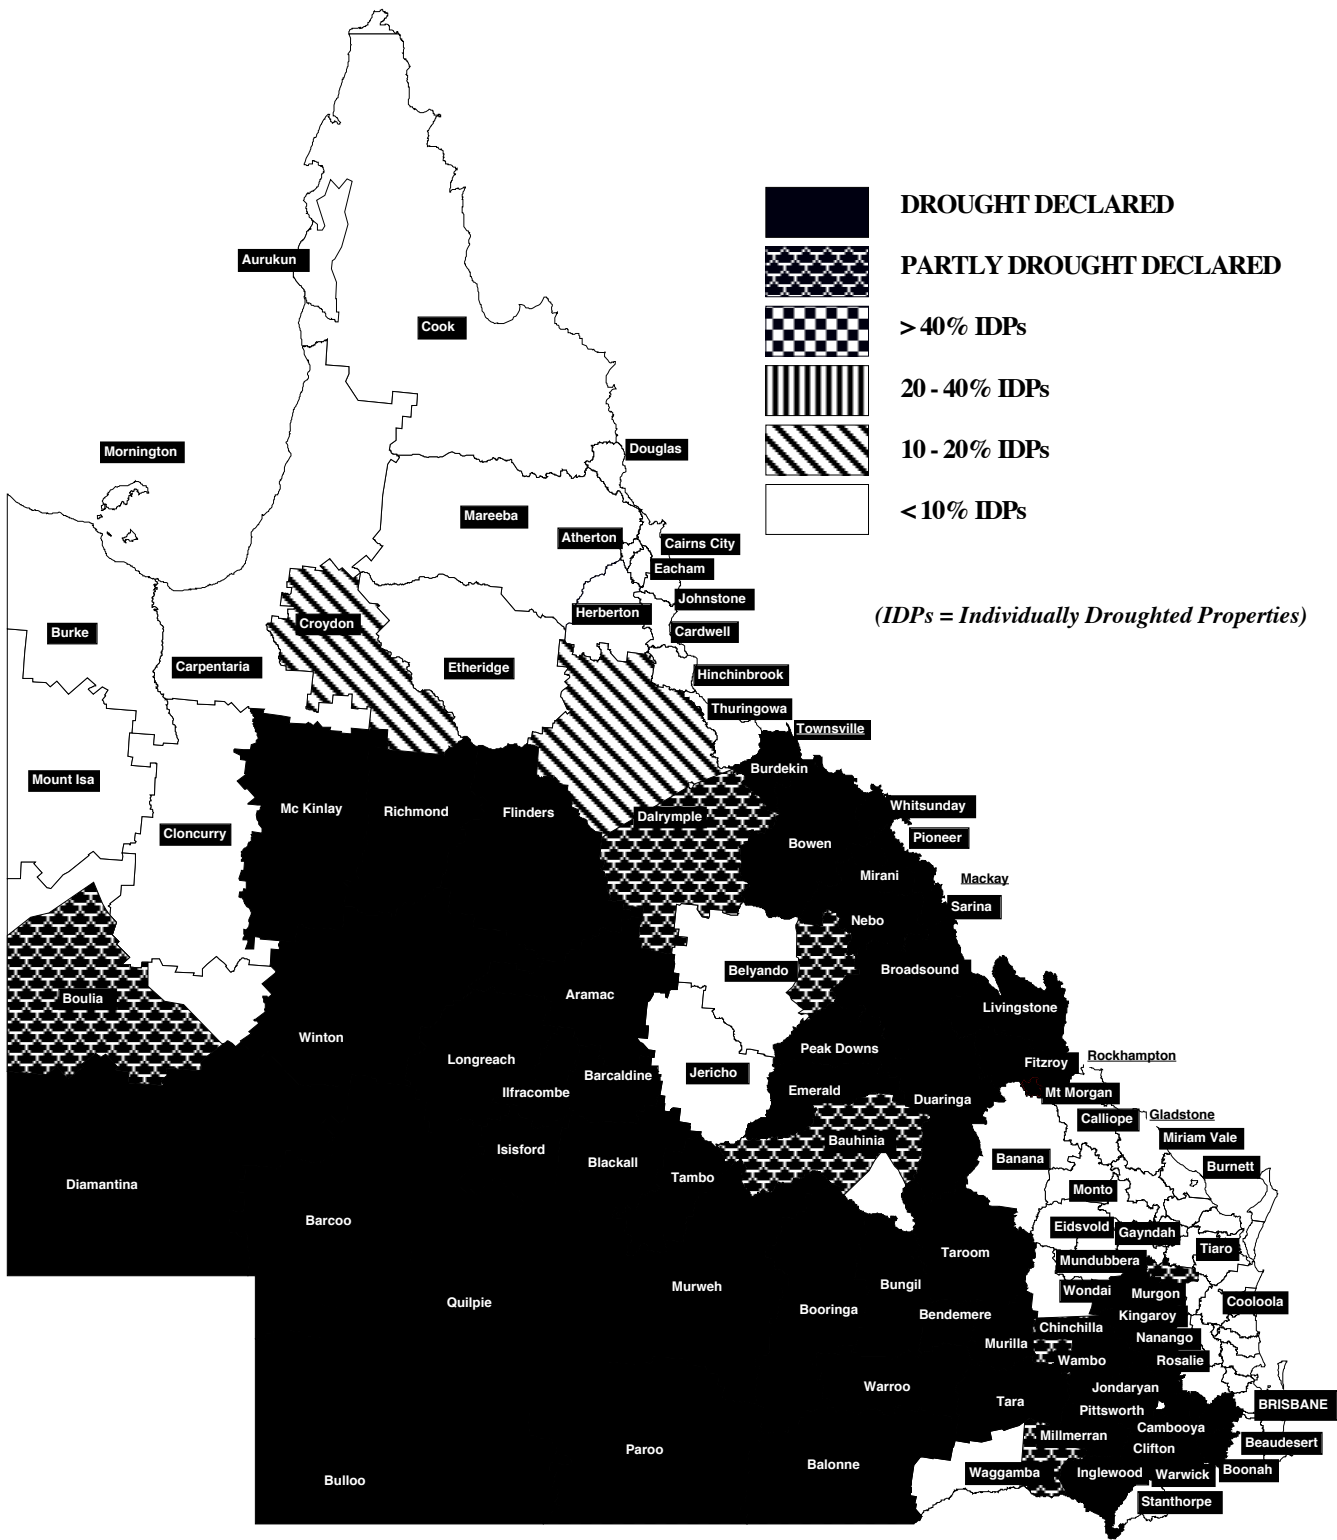 DROUGHT DECLARED
PARTLY DROUGHT DECLARED
> 40% IDPs
20 - 40% IDPs
10 - 20% IDPs
< 10% IDPs
(IDPs = Individually Droughted Properties)
Aurukun
Cook
Douglas
Mornington
Mareeba
Atherton
Cairns City
Eacham
Johnstone
Herberton
Croydon
Burke
Cardwell
Carpentaria
Etheridge
Hinchinbrook
Thuringowa
Townsville
Burdekin
Mount Isa
Mc Kinlay
Richmond
Flinders
Dalrymple
Whitsunday
Cloncurry
Pioneer
Bowen
Mirani
Mackay
Sarina
Nebo
Belyando
Broadsound
Boulia
Aramac
Livingstone
Winton
Peak Downs
Rockhampton
Longreach
Fitzroy
Barcaldine
Jericho
Ilfracombe
Emerald
Duaringa
Mt Morgan
Gladstone
Calliope
Bauhinia
Miriam Vale
Isisford
Blackall
Banana
Burnett
Tambo
Diamantina
Monto
Barcoo
Eidsvold
Gayndah
Tiaro
Taroom
Mundubbera
Murweh
Bungil
Wondai
Murgon
Quilpie
Cooloola
Booringa
Bendemere
Kingaroy
Chinchilla
Nanango
Murilla
Wambo
Rosalie
Warroo
Jondaryan
Tara
BRISBANE
Pittsworth
Cambooya
Millmerran
Beaudesert
Paroo
Clifton
Balonne
Boonah
Waggamba
Inglewood
Warwick
Bulloo
Stanthorpe